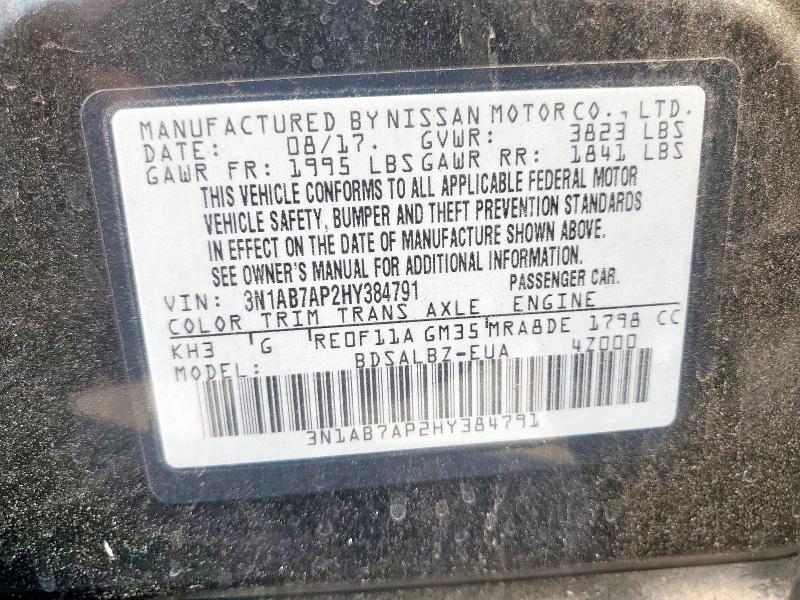 MANUFACTURED BY NISSAN MOTOR CO., LTD.
DATE: 08/17. GVWR: 3823 LBS
GAWR FR: 1995 LBS GAWR RR: 1841 LBS
THIS VEHICLE CONFORMS TO ALL APPLICABLE FEDERAL MOTOR
VEHICLE SAFETY, BUMPER AND THEFT PREVENTION STANDARDS
IN EFFECT ON THE DATE OF MANUFACTURE SHOWN ABOVE.
SEE OWNER'S MANUAL FOR ADDITIONAL INFORMATION.
VIN: 3N1AB7AP2HY384791 PASSENGER CAR.
COLOR TRIM TRANS AXLE ENGINE
KH3 G RE0F11A GM35 MRA8DE 1798 CC
MODEL: BDSALBZ-EUA 4Z000
3N1AB7AP2HY384791